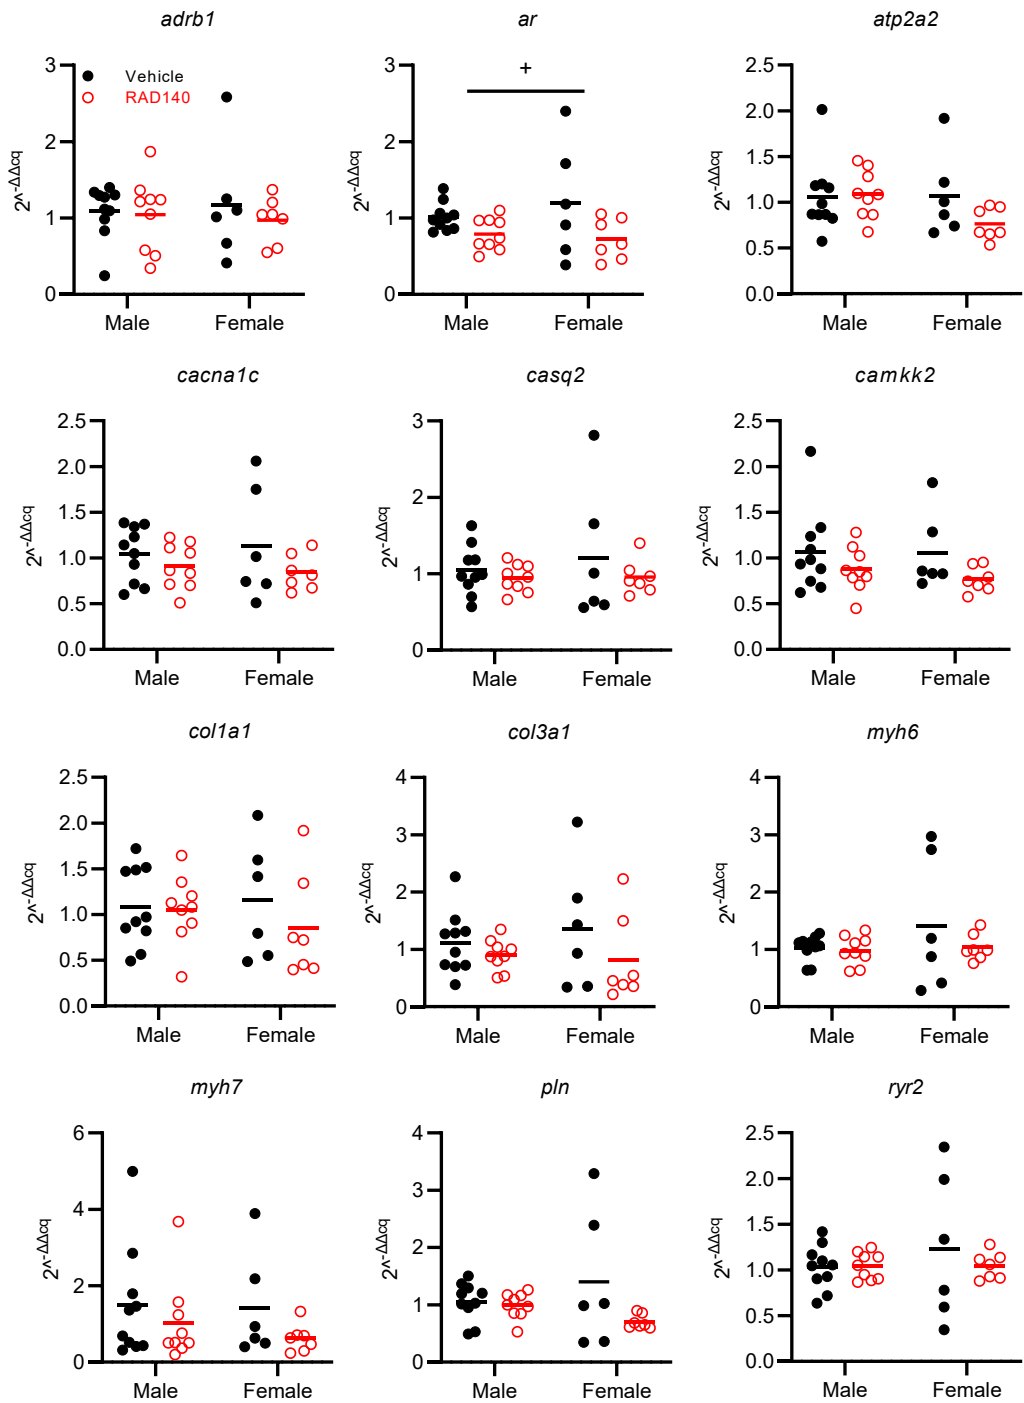 adrb1 ar atp2a2
3 Vehicle RAD140 2 1 0 2^-ΔΔcq Male Female
3 + 2 1 0 2^-ΔΔcq Male Female
2.5 2.0 1.5 1.0 0.5 0.0 2^-ΔΔcq Male Female
cacna1c casq2 camkk2
2.5 2.0 1.5 1.0 0.5 0.0 2^-ΔΔcq Male Female
3 2 1 0 2^-ΔΔcq Male Female
2.5 2.0 1.5 1.0 0.5 0.0 2^-ΔΔcq Male Female
col1a1 col3a1 myh6
2.5 2.0 1.5 1.0 0.5 0.0 2^-ΔΔcq Male Female
4 3 2 1 0 2^-ΔΔcq Male Female
4 3 2 1 0 2^-ΔΔcq Male Female
myh7 pln ryr2
6 4 2 0 2^-ΔΔcq Male Female
4 3 2 1 0 2^-ΔΔcq Male Female
2.5 2.0 1.5 1.0 0.5 0.0 2^-ΔΔcq Male Female